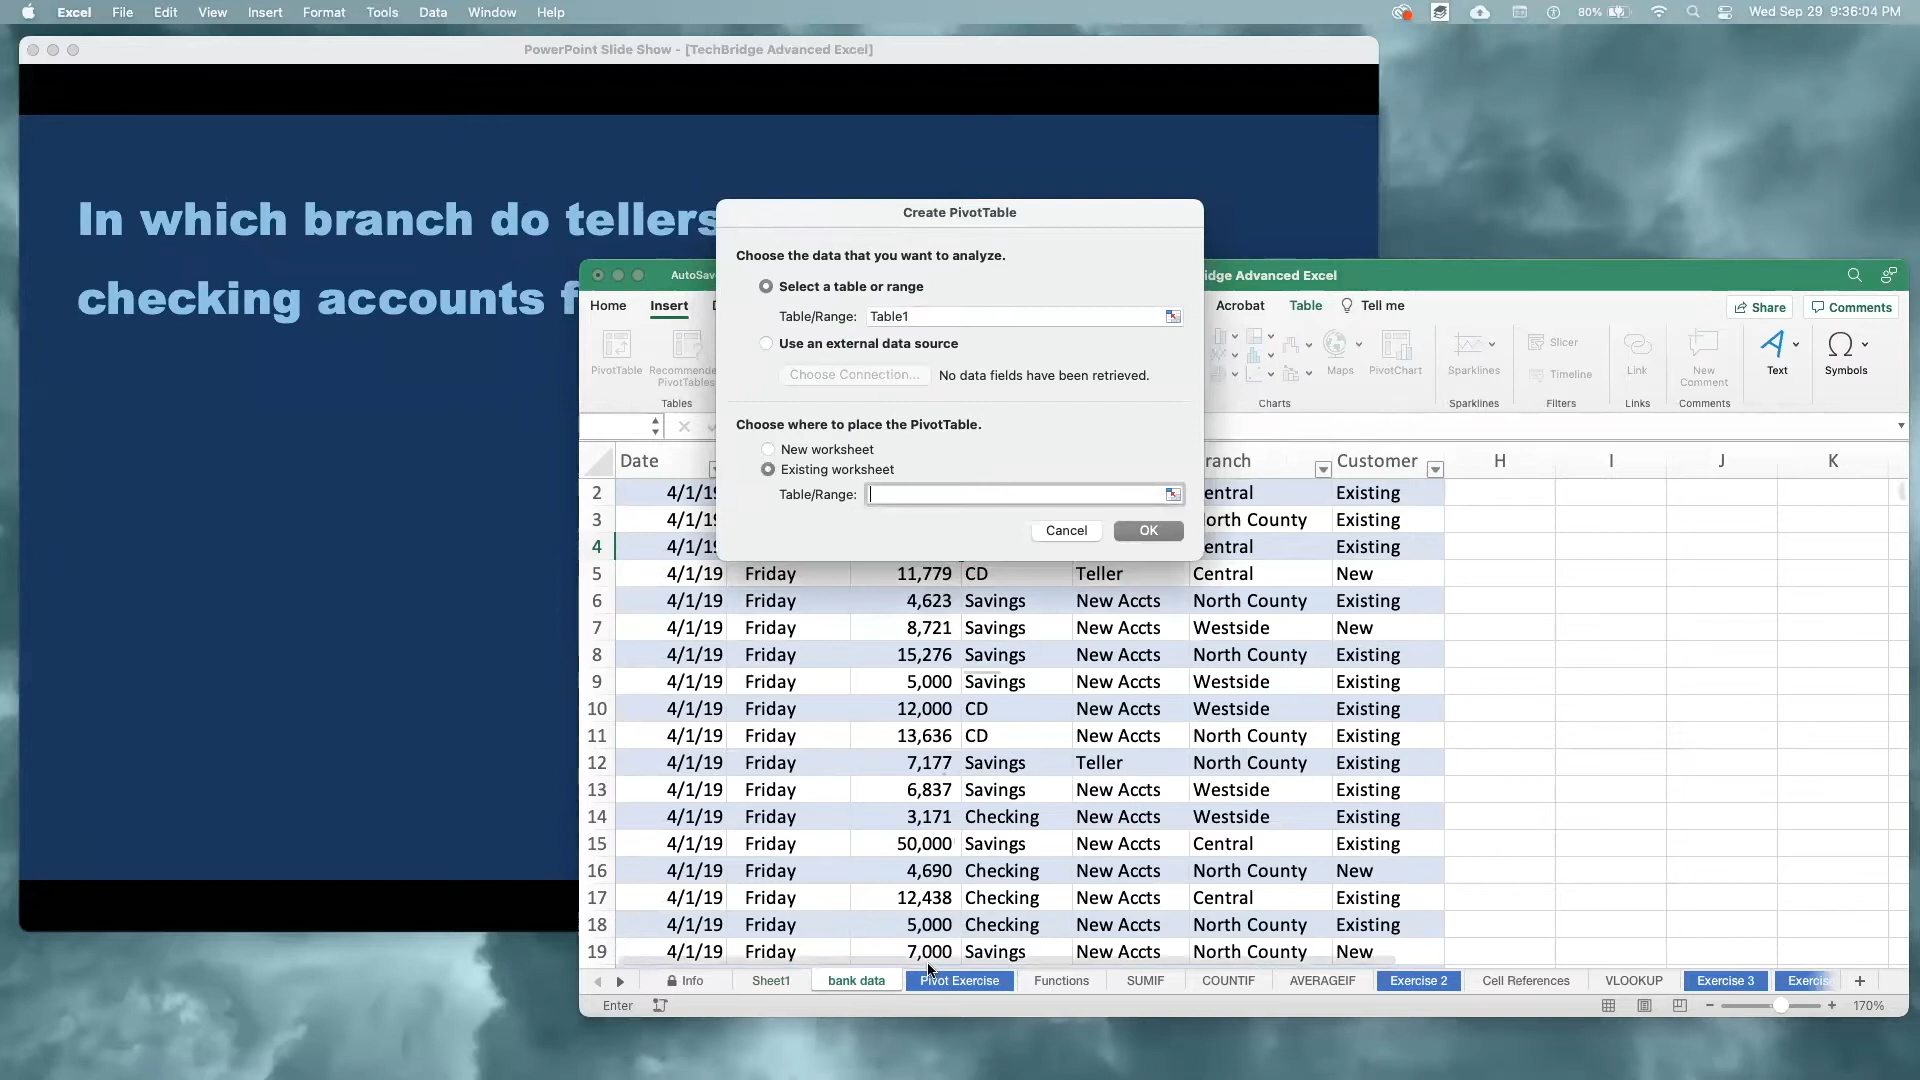 Excel File Edit View Insert Format Tools Data Window Help
80% Wed Sep 29 9:36:04 PM
PowerPoint Slide Show - [TechBridge Advanced Excel]
In which branch do tellers
checking accounts f
Create PivotTable
Choose the data that you want to analyze.
Select a table or range
Table/Range: Table1
Use an external data source
Choose Connection... No data fields have been retrieved.
Choose where to place the PivotTable.
New worksheet
Existing worksheet
Table/Range:
Cancel OK
AutoSav idge Advanced Excel
Home Insert Acrobat Table Tell me Share Comments
PivotTable Recommende PivotTables Maps PivotChart Sparklines Slicer Timeline Link New Comment Text Symbols
Tables Charts Sparklines Filters Links Comments
Date ranch Customer H I J K
2 4/1/19 entral Existing
3 4/1/19 orth County Existing
4 4/1/19 entral Existing
5 4/1/19 Friday 11,779 CD Teller Central New
6 4/1/19 Friday 4,623 Savings New Accts North County Existing
7 4/1/19 Friday 8,721 Savings New Accts Westside New
8 4/1/19 Friday 15,276 Savings New Accts North County Existing
9 4/1/19 Friday 5,000 Savings New Accts Westside Existing
10 4/1/19 Friday 12,000 CD New Accts Westside Existing
11 4/1/19 Friday 13,636 CD New Accts North County Existing
12 4/1/19 Friday 7,177 Savings Teller North County Existing
13 4/1/19 Friday 6,837 Savings New Accts Westside Existing
14 4/1/19 Friday 3,171 Checking New Accts Westside Existing
15 4/1/19 Friday 50,000 Savings New Accts Central Existing
16 4/1/19 Friday 4,690 Checking New Accts North County New
17 4/1/19 Friday 12,438 Checking New Accts Central Existing
18 4/1/19 Friday 5,000 Checking New Accts North County Existing
19 4/1/19 Friday 7,000 Savings New Accts North County New
Info Sheet1 bank data Pivot Exercise Functions SUMIF COUNTIF AVERAGEIF Exercise 2 Cell References VLOOKUP Exercise 3 Exercis
Enter 170%